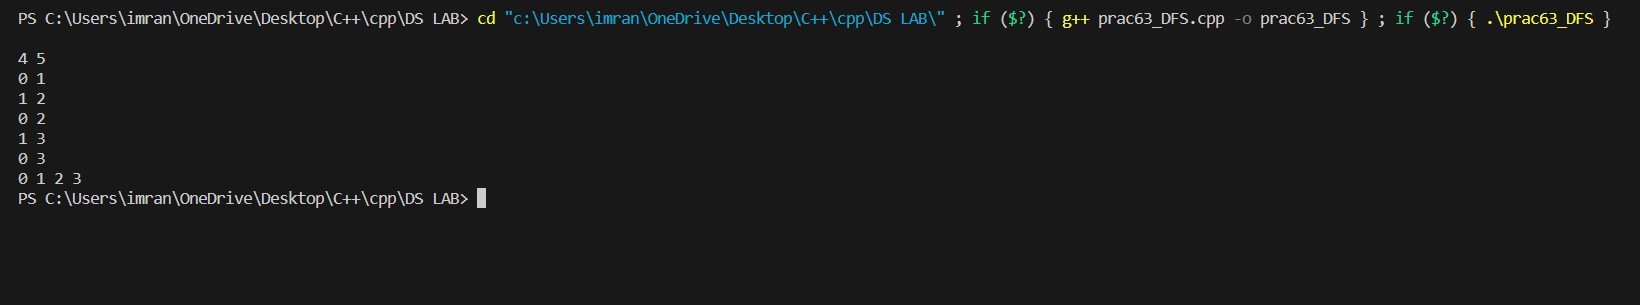 PS C:\Users\imran\OneDrive\Desktop\C++\cpp\DS LAB> cd "c:\Users\imran\OneDrive\Desktop\C++\cpp\DS LAB\" ; if ($?) { g++ prac63_DFS.cpp -o prac63_DFS } ; if ($?) { .\prac63_DFS }
4 5
0 1
1 2
0 2
1 3
0 3
0 1 2 3
PS C:\Users\imran\OneDrive\Desktop\C++\cpp\DS LAB>